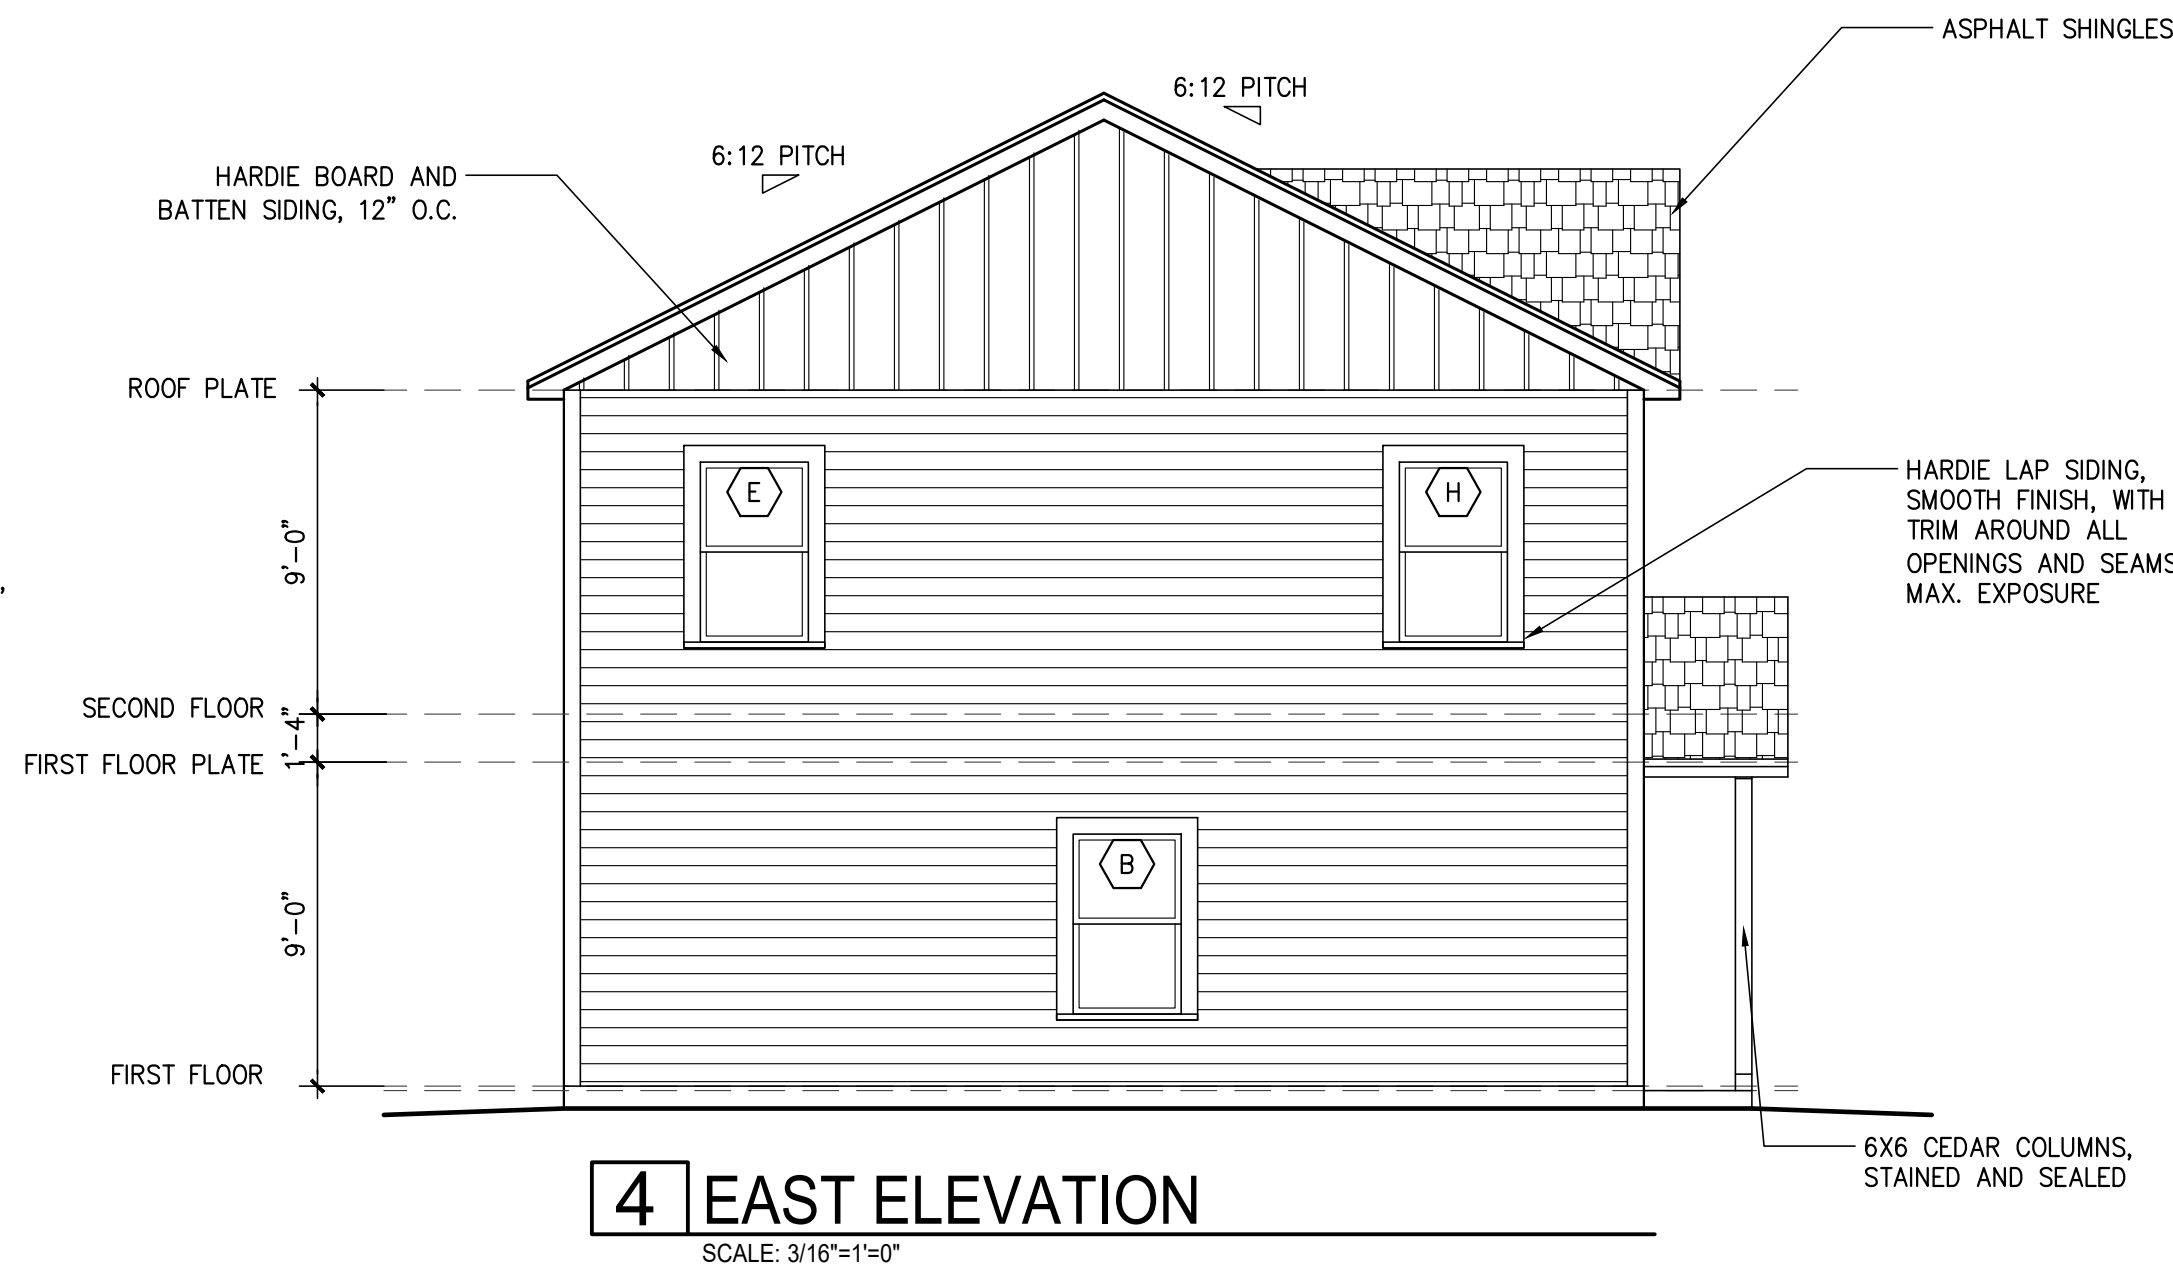 ASPHALT SHINGLES
6:12 PITCH
6:12 PITCH
HARDIE BOARD AND
BATTEN SIDING, 12” O.C.
ROOF PLATE
HARDIE LAP SIDING,
SMOOTH FINISH, WITH
TRIM AROUND ALL
OPENINGS AND SEAMS
MAX. EXPOSURE
E
H
9’-0”
,
SECOND FLOOR
1’-4”
FIRST FLOOR PLATE
B
9’-0”
FIRST FLOOR
6X6 CEDAR COLUMNS,
STAINED AND SEALED
4 EAST ELEVATION
SCALE: 3/16"=1'=0"